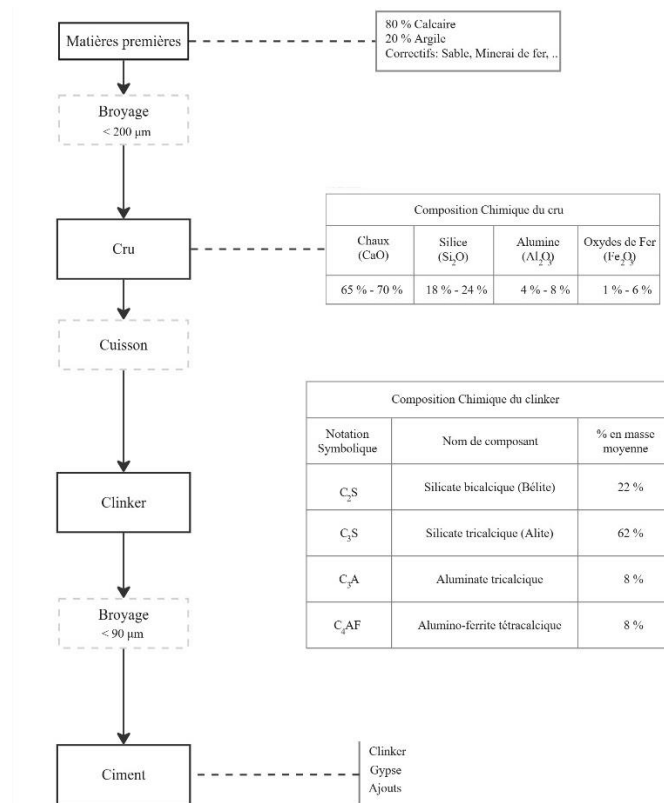 Matières premières
80 % Calcaire
20 % Argile
Correctifs: Sable, Minerai de fer, ..
Broyage
< 200 μm
Cru
Composition Chimique du cru
Chaux (CaO) Silice (Si₂O) Alumine (Al₂O₃) Oxydes de Fer (Fe₂O₃)
65 % - 70 % 18 % - 24 % 4 % - 8 % 1 % - 6 %
Cuisson
Composition Chimique du clinker
Notation Symbolique Nom de composant % en masse moyenne
C₂S Silicate bicalcique (Bélite) 22 %
C₃S Silicate tricalcique (Alite) 62 %
C₃A Aluminate tricalcique 8 %
C₄AF Alumino-ferrite tétracalcique 8 %
Clinker
Broyage
< 90 μm
Ciment
Clinker
Gypse
Ajouts